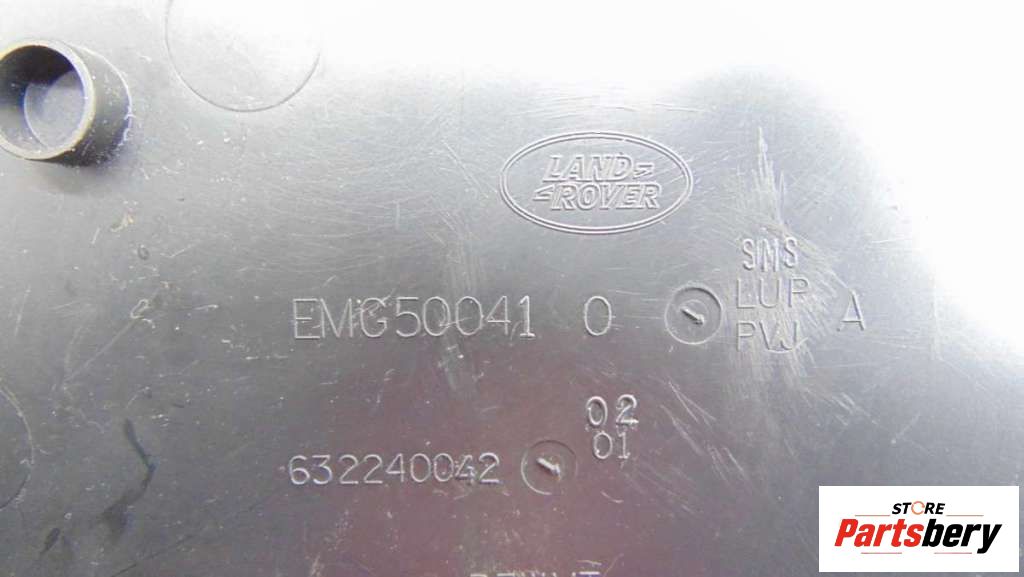 LAND
ROVER
SMS
EMG50041 0 LUP A
PVJ
02
632240042 01
STORE
Partsbery